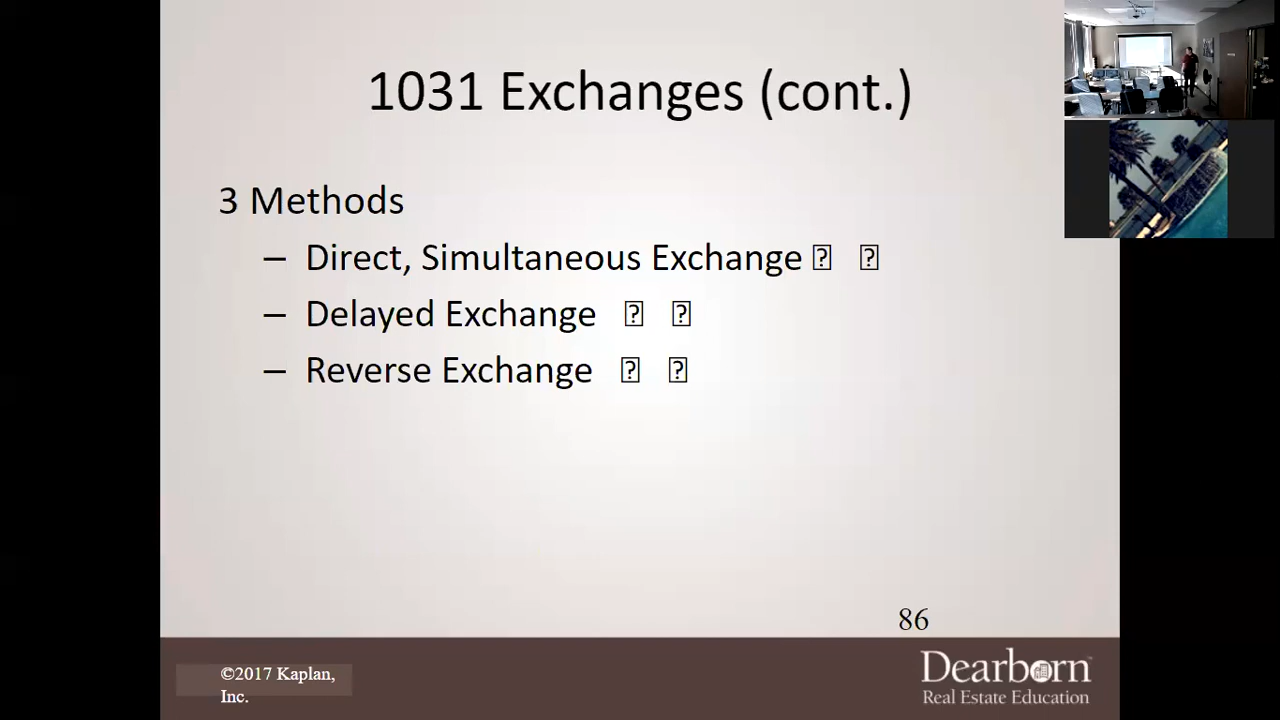 1031 Exchanges (cont.)
3 Methods
– Direct, Simultaneous Exchange
– Delayed Exchange
– Reverse Exchange
86
©2017 Kaplan,
Inc.
Dearborn
Real Estate Education